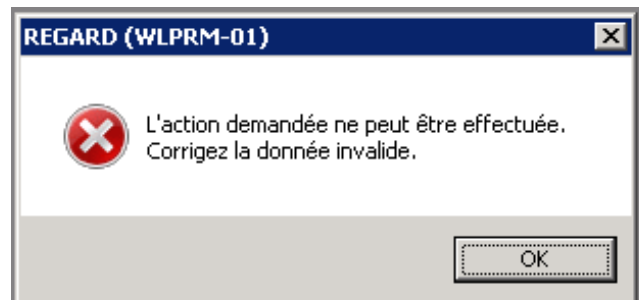 REGARD (WLPRM-01)
L'action demandée ne peut être effectuée.
Corrigez la donnée invalide.
OK